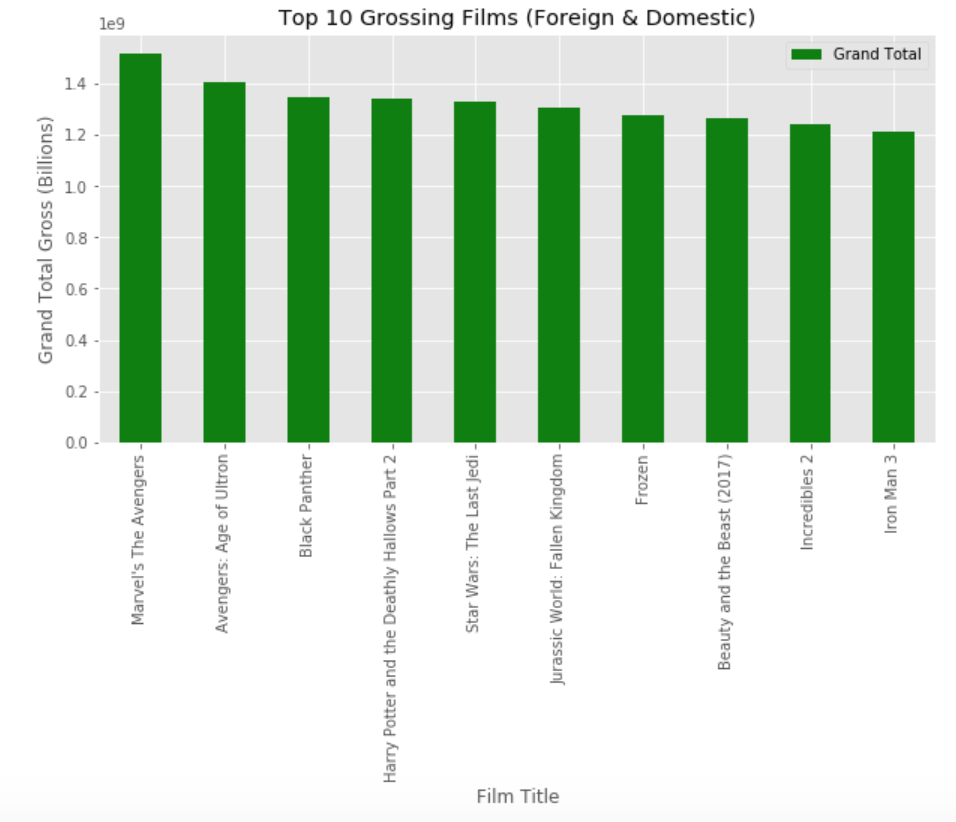 Top 10 Grossing Films (Foreign & Domestic)
1e9
Grand Total
1.4
1.2
1.0
0.8
0.6
0.4
0.2
0.0
Grand Total Gross (Billions)
Marvel's The Avengers
Avengers: Age of Ultron
Black Panther
Harry Potter and the Deathly Hallows Part 2
Star Wars: The Last Jedi
Jurassic World: Fallen Kingdom
Frozen
Beauty and the Beast (2017)
Incredibles 2
Iron Man 3
Film Title